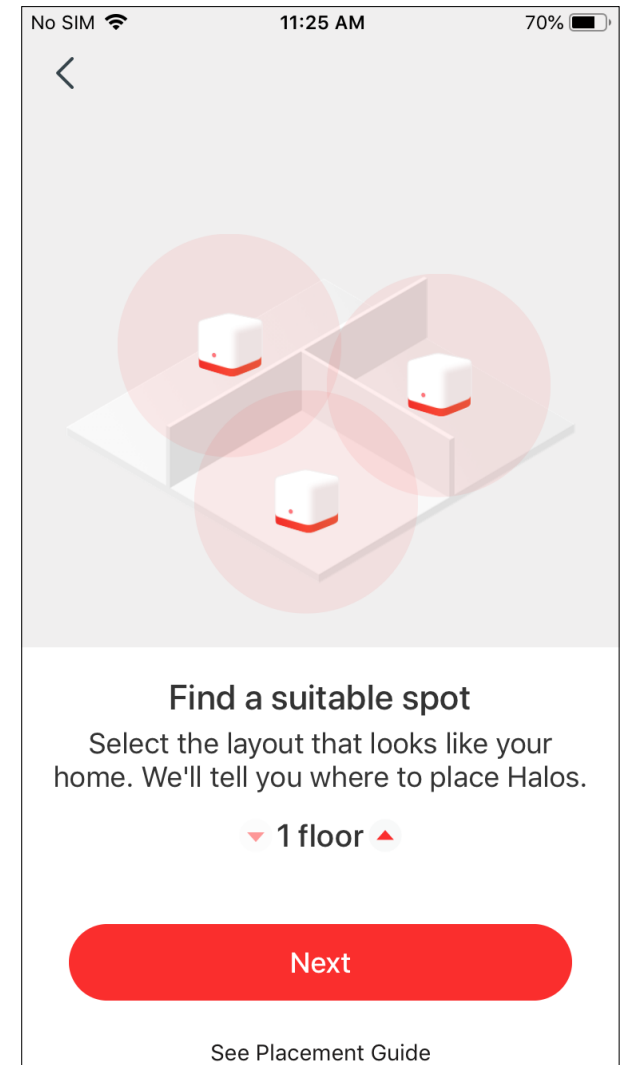 No SIM 11:25 AM 70%
Find a suitable spot
Select the layout that looks like your
home. We'll tell you where to place Halos.
1 floor
Next
See Placement Guide